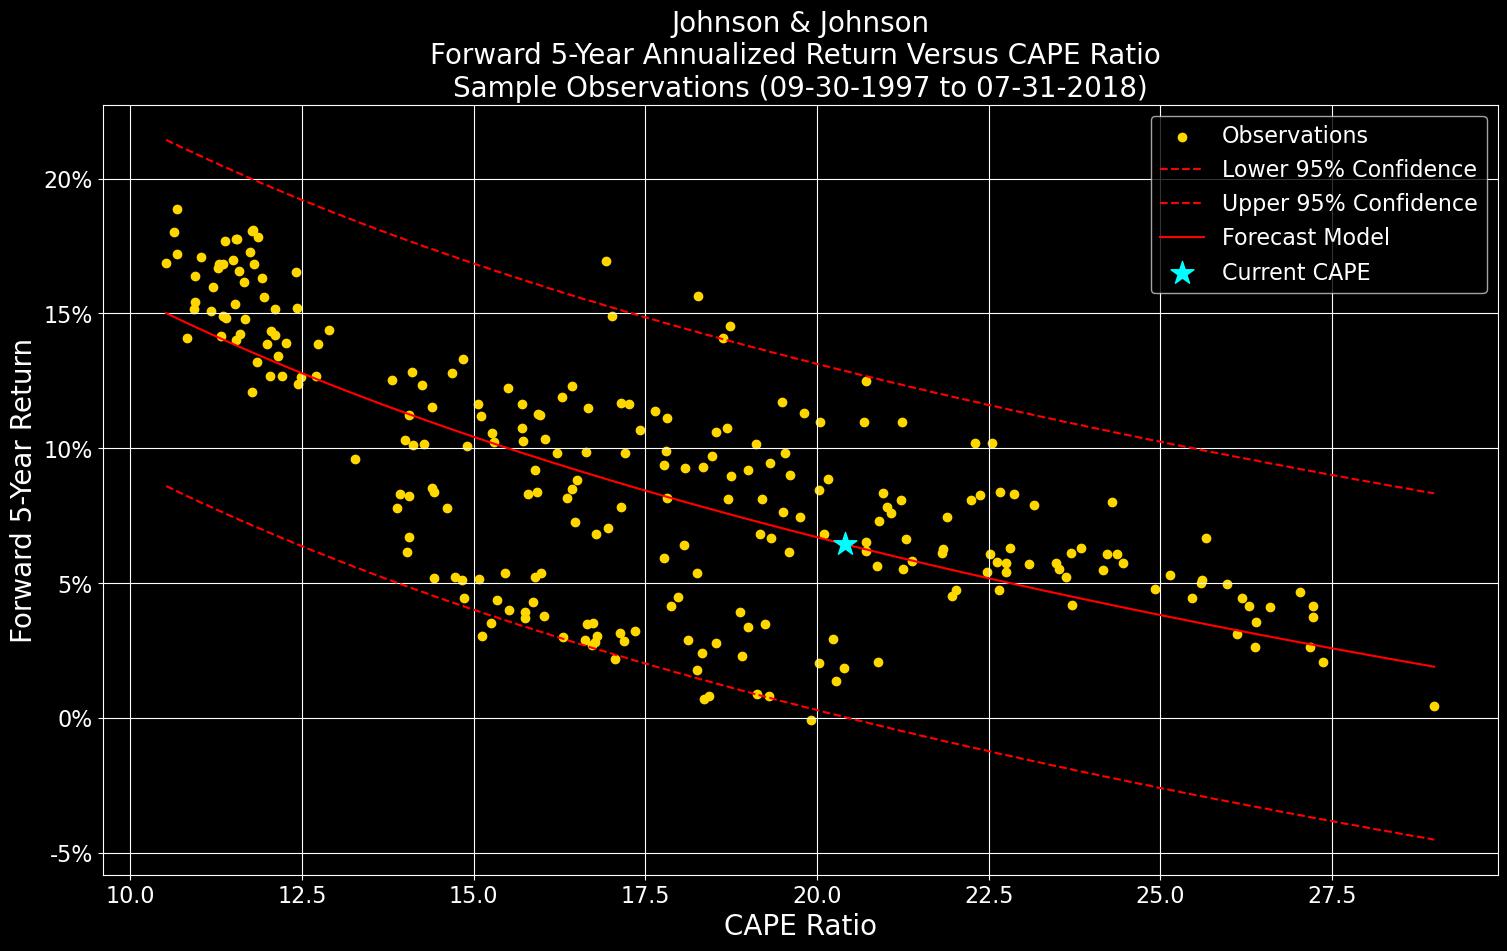 Johnson & Johnson
Forward 5-Year Annualized Return Versus CAPE Ratio
Sample Observations (09-30-1997 to 07-31-2018)
Observations
Lower 95% Confidence
Upper 95% Confidence
Forecast Model
Current CAPE
Forward 5-Year Return
20%
15%
10%
5%
0%
-5%
10.0 12.5 15.0 17.5 20.0 22.5 25.0 27.5
CAPE Ratio